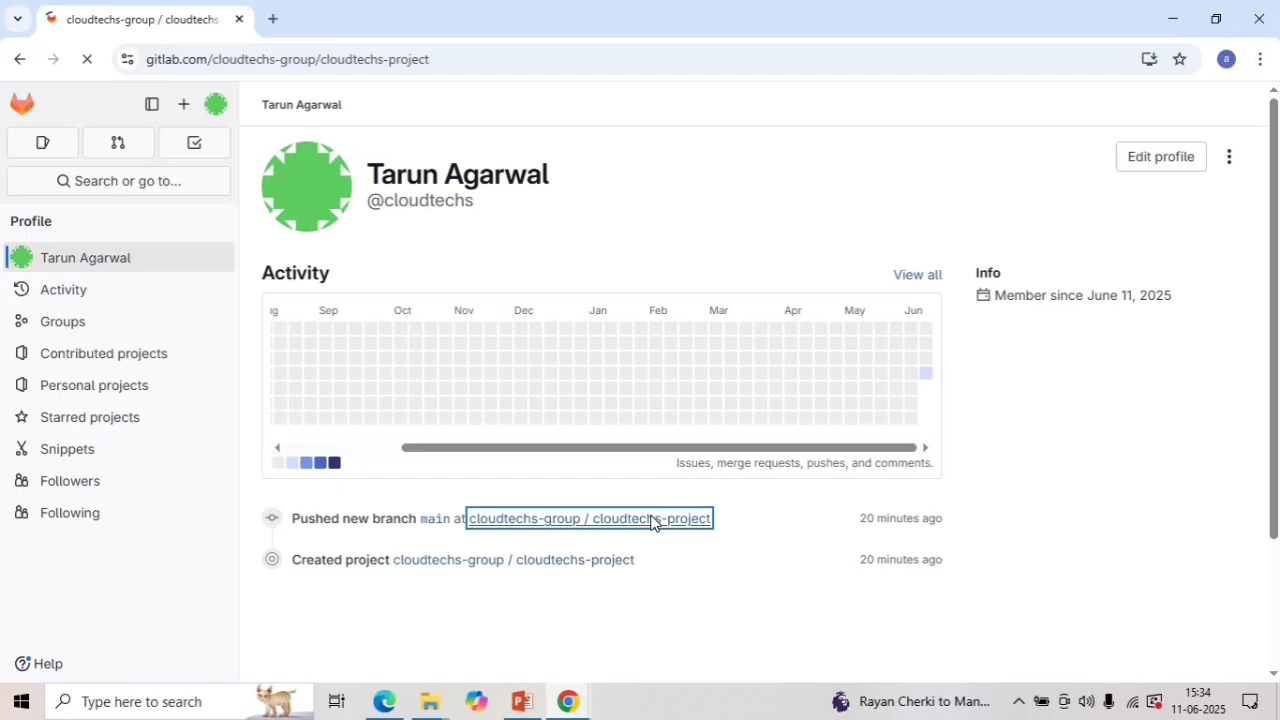 cloudtechs-group / cloudtechs-
gitlab.com/cloudtechs-group/cloudtechs-project
a
Tarun Agarwal
Search or go to...
Profile
Tarun Agarwal
Activity
Groups
Contributed projects
Personal projects
Starred projects
Snippets
Followers
Following
Help
Tarun Agarwal
@cloudtechs
Edit profile
Activity
View all
Info
Member since June 11, 2025
Sep Oct Nov Dec Jan Feb Mar Apr May Jun
Issues, merge requests, pushes, and comments.
Pushed new branch main at cloudtechs-group / cloudtechs-project 20 minutes ago
Created project cloudtechs-group / cloudtechs-project 20 minutes ago
Type here to search
Rayan Cherki to Man...
15:34
11-06-2025